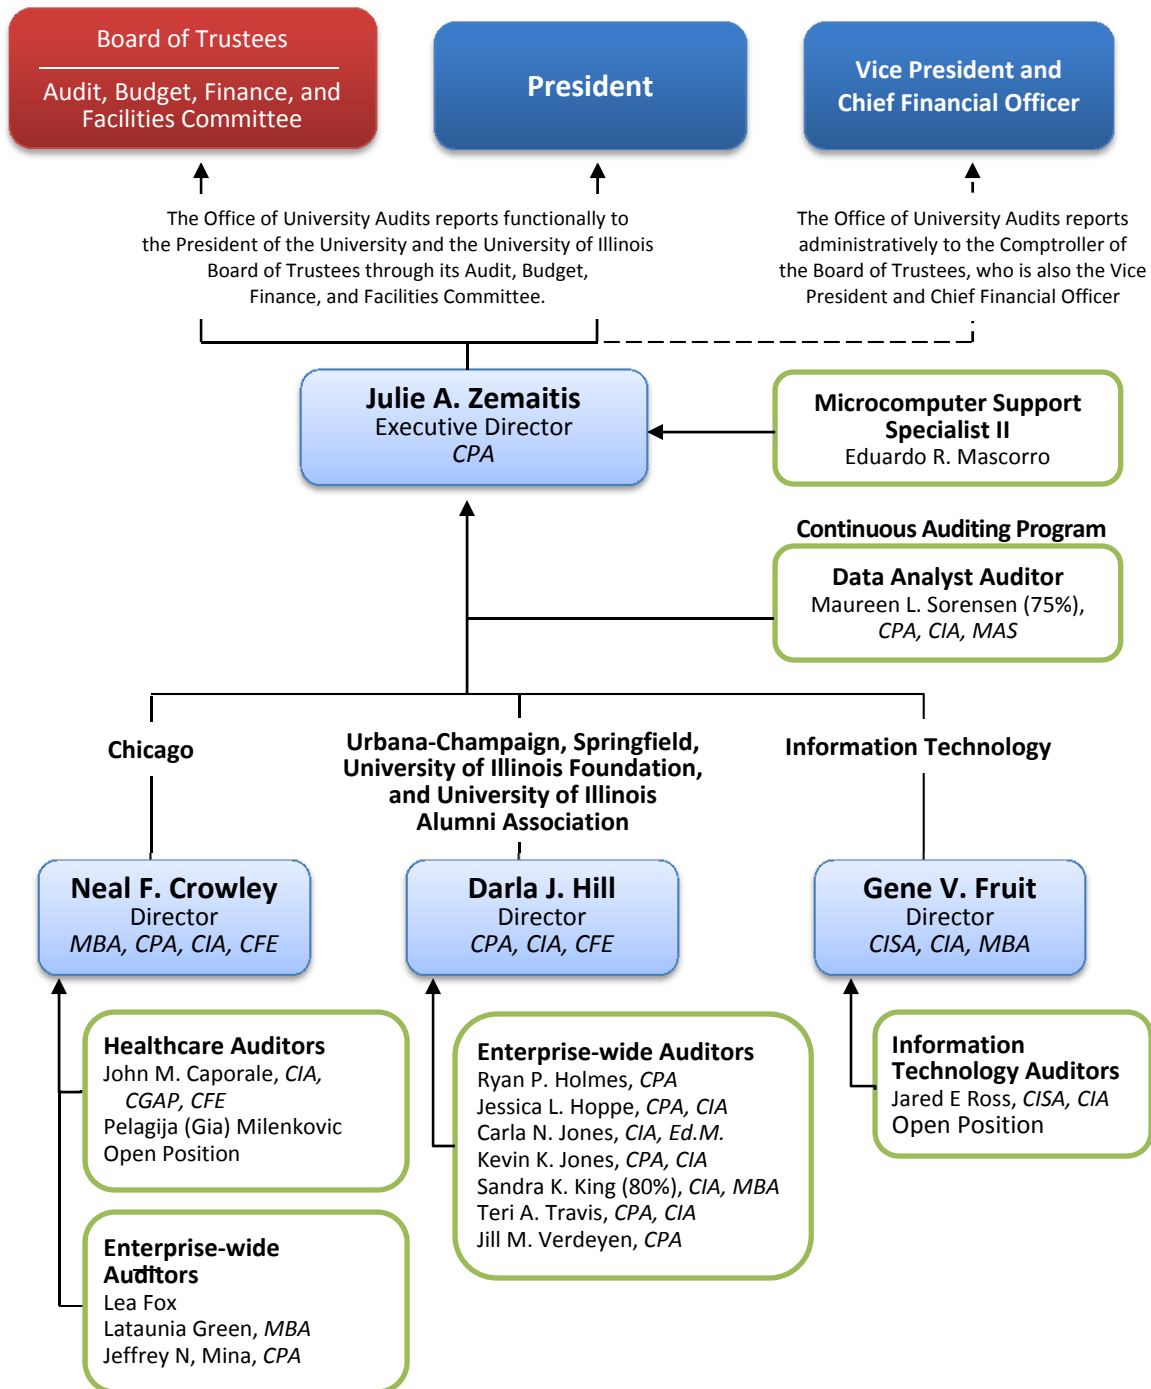 Board of Trustees
Audit, Budget, Finance, and
Facilities Committee
President
Vice President and
Chief Financial Officer
The Office of University Audits reports functionally to
the President of the University and the University of Illinois
Board of Trustees through its Audit, Budget,
Finance, and Facilities Committee.
The Office of University Audits reports
administratively to the Comptroller of
the Board of Trustees, who is also the Vice
President and Chief Financial Officer
Julie A. Zemaitis
Executive Director
CPA
Microcomputer Support
Specialist II
Eduardo R. Mascorro
Continuous Auditing Program
Data Analyst Auditor
Maureen L. Sorensen (75%),
CPA, CIA, MAS
Chicago
Urbana-Champaign, Springfield,
University of Illinois Foundation,
and University of Illinois
Alumni Association
Information Technology
Neal F. Crowley
Director
MBA, CPA, CIA, CFE
Darla J. Hill
Director
CPA, CIA, CFE
Gene V. Fruit
Director
CISA, CIA, MBA
Healthcare Auditors
John M. Caporale, CIA,
CGAP, CFE
Pelagija (Gia) Milenkovic
Open Position
Enterprise-wide
Auditors
Lea Fox
Lataunia Green, MBA
Jeffrey N, Mina, CPA
Enterprise-wide Auditors
Ryan P. Holmes, CPA
Jessica L. Hoppe, CPA, CIA
Carla N. Jones, CIA, Ed.M.
Kevin K. Jones, CPA, CIA
Sandra K. King (80%), CIA, MBA
Teri A. Travis, CPA, CIA
Jill M. Verdeyen, CPA
Information
Technology Auditors
Jared E Ross, CISA, CIA
Open Position